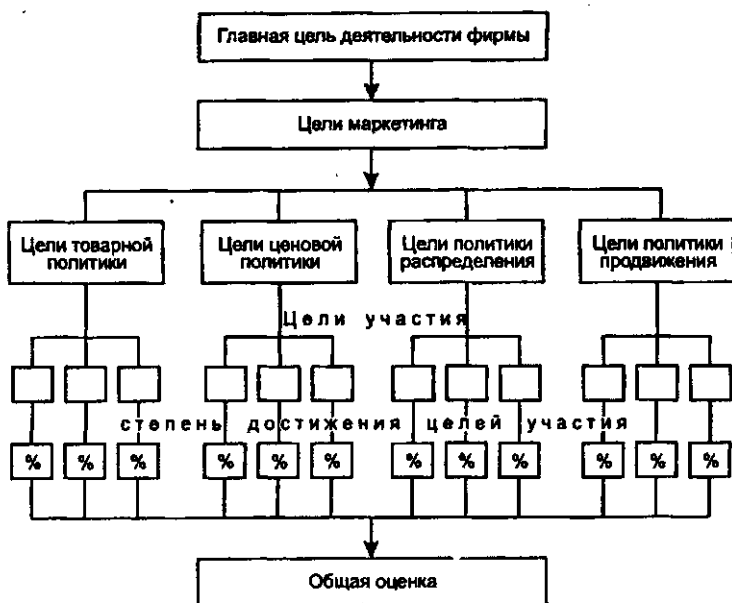 Главная цель деятельности фирмы
Цели маркетинга
Цели товарной
политики
Цели ценовой
политики
Цели политики
распределения
Цели политики
продвижения
Цели участия
степень достижения целей участия
% % % % % % % % % % % %
Общая оценка